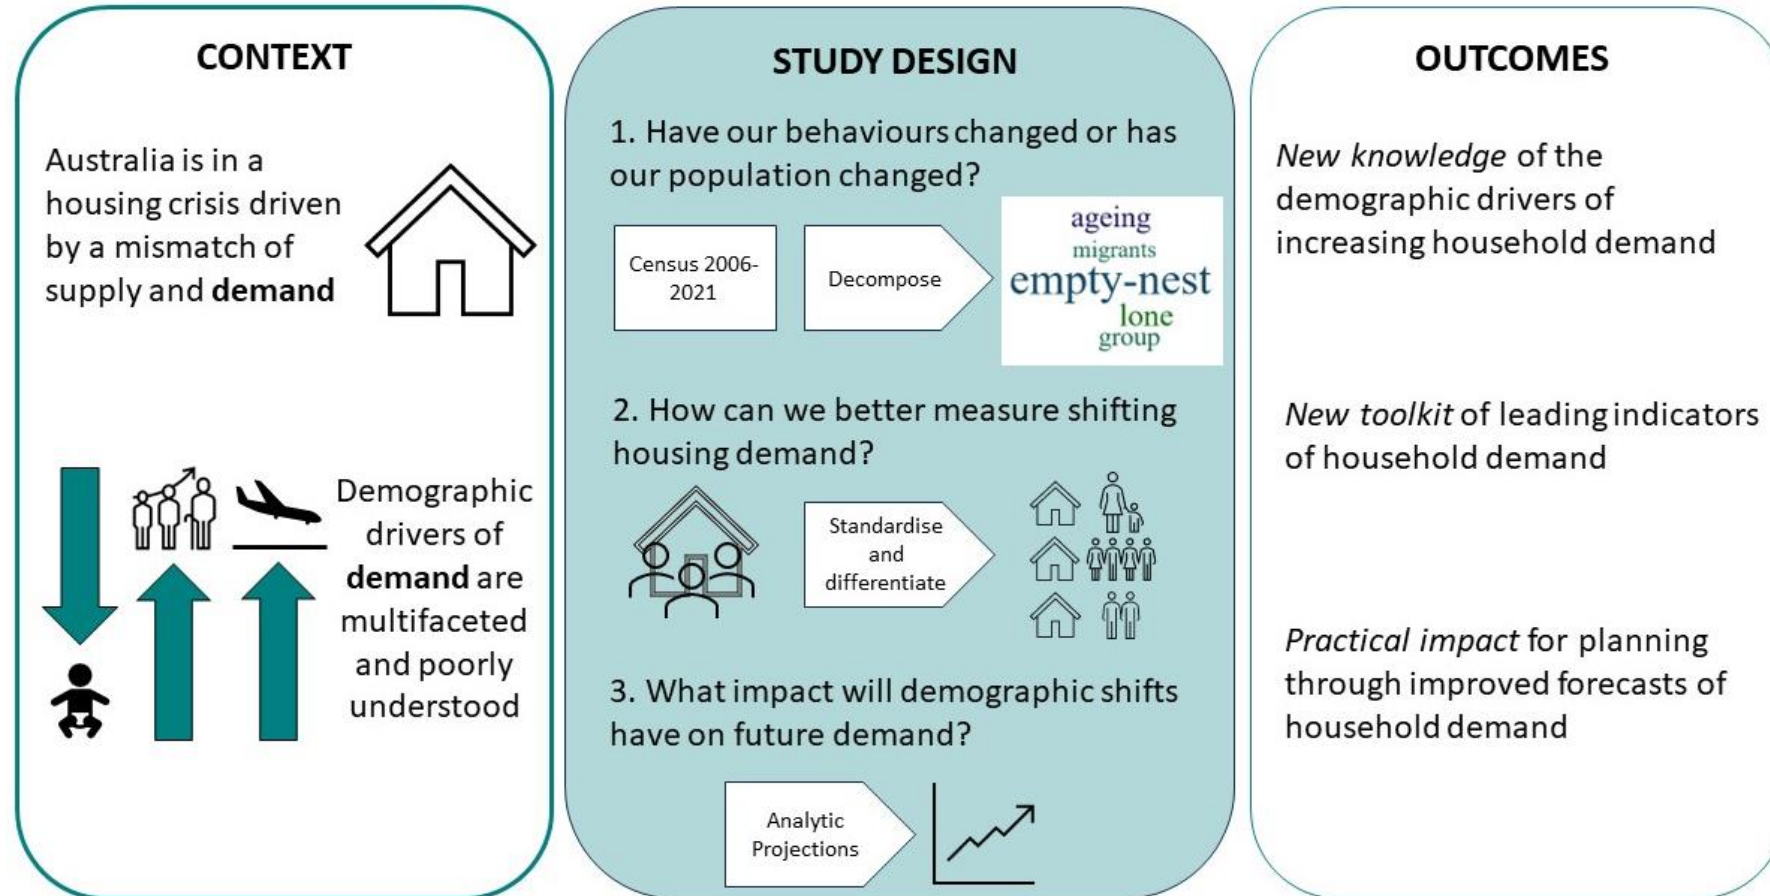 CONTEXT
Australia is in a
housing crisis driven
by a mismatch of
supply and demand
Demographic
drivers of
demand are
multifaceted
and poorly
understood
STUDY DESIGN
1. Have our behaviours changed or has
our population changed?
Census 2006-
2021
Decompose
ageing
migrants
empty-nest
lone
group
2. How can we better measure shifting
housing demand?
Standardise
and
differentiate
3. What impact will demographic shifts
have on future demand?
Analytic
Projections
OUTCOMES
New knowledge of the
demographic drivers of
increasing household demand
New toolkit of leading indicators
of household demand
Practical impact for planning
through improved forecasts of
household demand